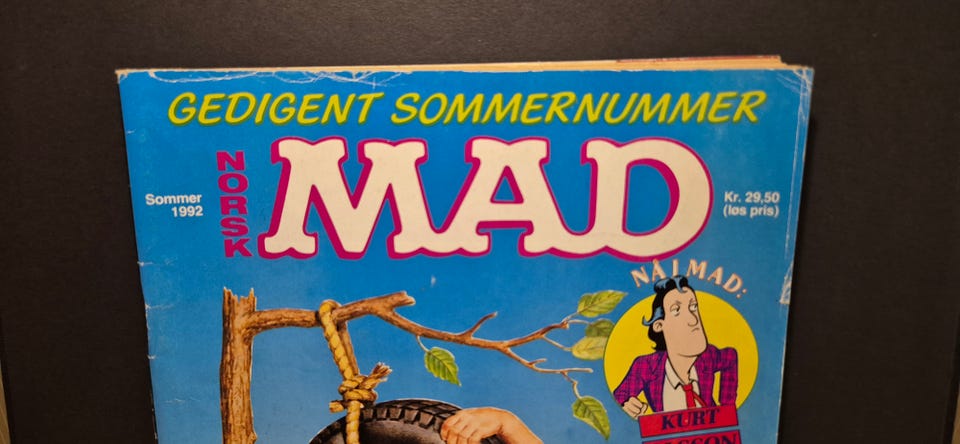 GEDIGENT SOMMERNUMMER
NORSK
MAD
Sommer
1992
Kr. 29,50
(løs pris)
NÅ I MAD:
KURT